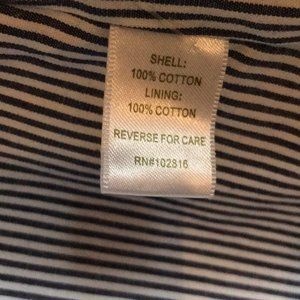 SHELL:
100% COTTON
LINING:
100% COTTON
REVERSE FOR CARE
RN#102816